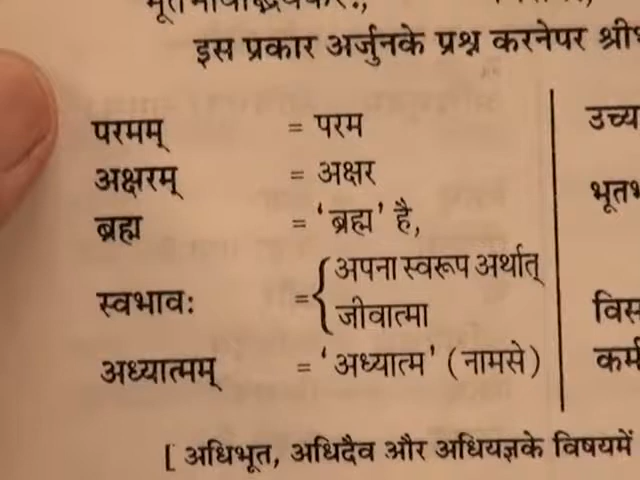 इस प्रकार अर्जुनके प्रश्न करनेपर
परमम् = परम
अक्षरम् = अक्षर
ब्रह्म = 'ब्रह्म' है,
स्वभावः = { अपना स्वरूप अर्थात्
जीवात्मा
अध्यात्मम् = 'अध्यात्म' (नामसे)
उच्य
विस
[ अधिभूत, अधिदैव और अधियज्ञके विषयमें